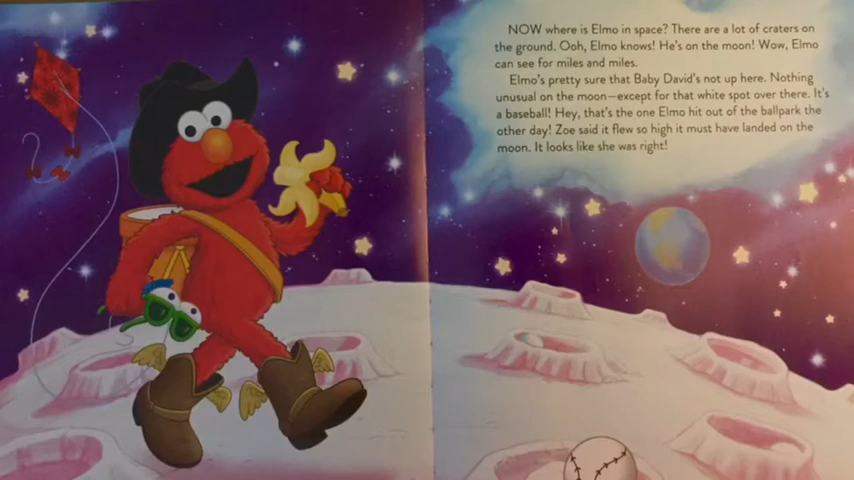 NOW where is Elmo in space? There are a lot of craters on
the ground. Ooh, Elmo knows! He's on the moon! Wow, Elmo
can see for miles and miles.
Elmo's pretty sure that Baby David's not up here. Nothing
unusual on the moon—except for that white spot over there. It's
a baseball! Hey, that's the one Elmo hit out of the ballpark the
other day! Zoe said it flew so high it must have landed on the
moon. It looks like she was right!